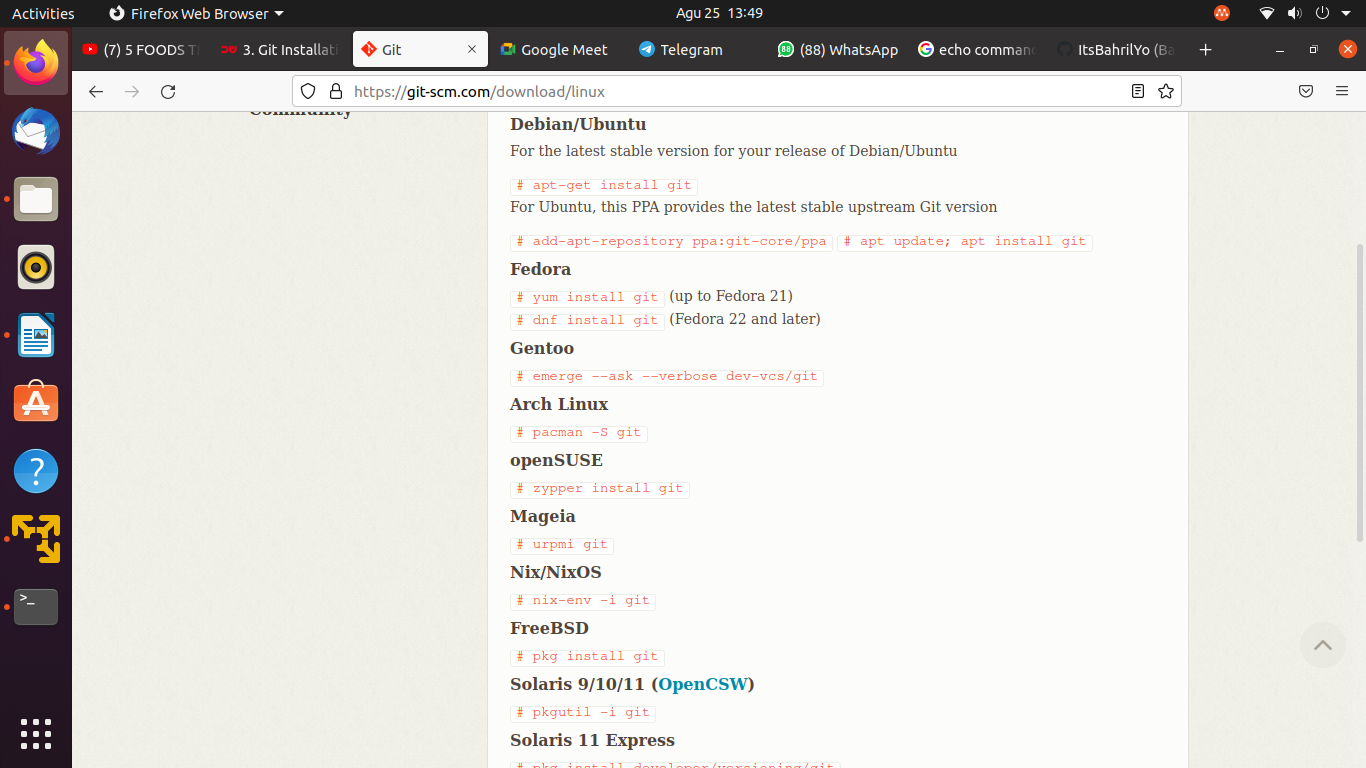 Activities Firefox Web Browser Agu 25 13:49
(7) 5 FOODS T 3. Git Installati Git Google Meet Telegram (88) WhatsApp echo comman ItsBahrilYo (Ba
https://git-scm.com/download/linux
Community
Debian/Ubuntu
For the latest stable version for your release of Debian/Ubuntu
# apt-get install git
For Ubuntu, this PPA provides the latest stable upstream Git version
# add-apt-repository ppa:git-core/ppa # apt update; apt install git
Fedora
# yum install git (up to Fedora 21)
# dnf install git (Fedora 22 and later)
Gentoo
# emerge --ask --verbose dev-vcs/git
Arch Linux
# pacman -S git
openSUSE
# zypper install git
Mageia
# urpmi git
Nix/NixOS
# nix-env -i git
FreeBSD
# pkg install git
Solaris 9/10/11 (OpenCSW)
# pkgutil -i git
Solaris 11 Express
# pkg install developer/versioning/git